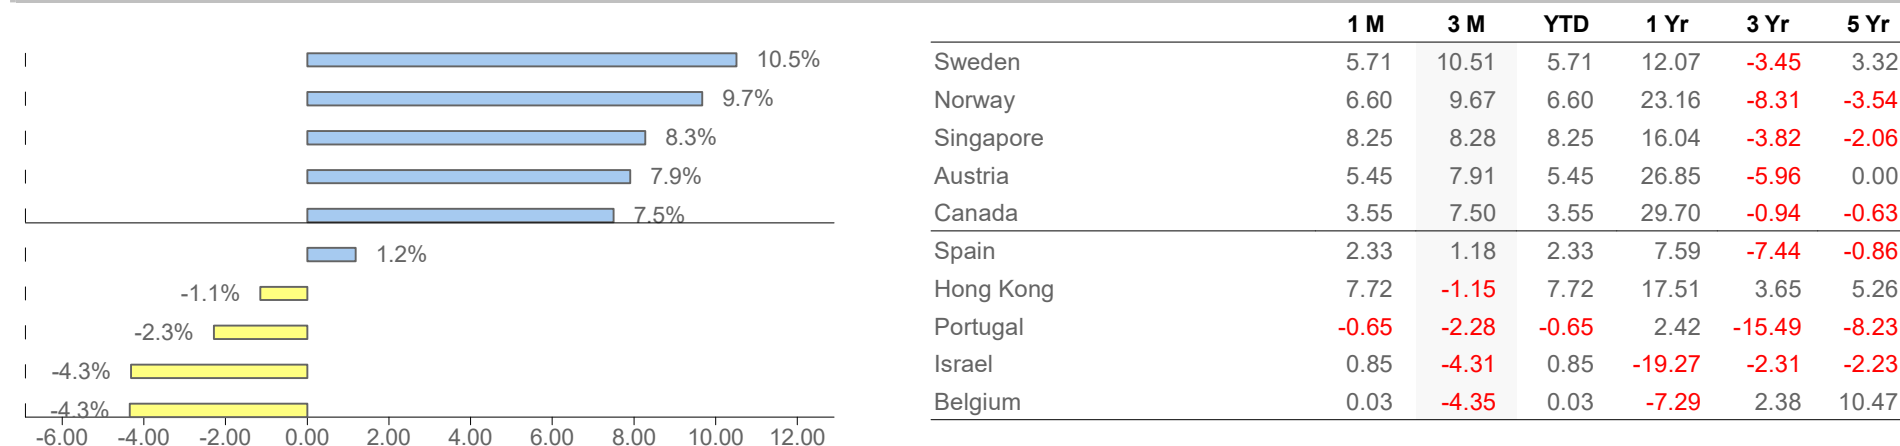 1 M 3 M YTD 1 Yr 3 Yr 5 Yr
10.5%
9.7%
8.3%
7.9%
7.5%
1.2%
-1.1%
-2.3%
-4.3%
-4.3%
-6.00 -4.00 -2.00 0.00 2.00 4.00 6.00 8.00 10.00 12.00
Sweden 5.71 10.51 5.71 12.07 -3.45 3.32
Norway 6.60 9.67 6.60 23.16 -8.31 -3.54
Singapore 8.25 8.28 8.25 16.04 -3.82 -2.06
Austria 5.45 7.91 5.45 26.85 -5.96 0.00
Canada 3.55 7.50 3.55 29.70 -0.94 -0.63
Spain 2.33 1.18 2.33 7.59 -7.44 -0.86
Hong Kong 7.72 -1.15 7.72 17.51 3.65 5.26
Portugal -0.65 -2.28 -0.65 2.42 -15.49 -8.23
Israel 0.85 -4.31 0.85 -19.27 -2.31 -2.23
Belgium 0.03 -4.35 0.03 -7.29 2.38 10.47